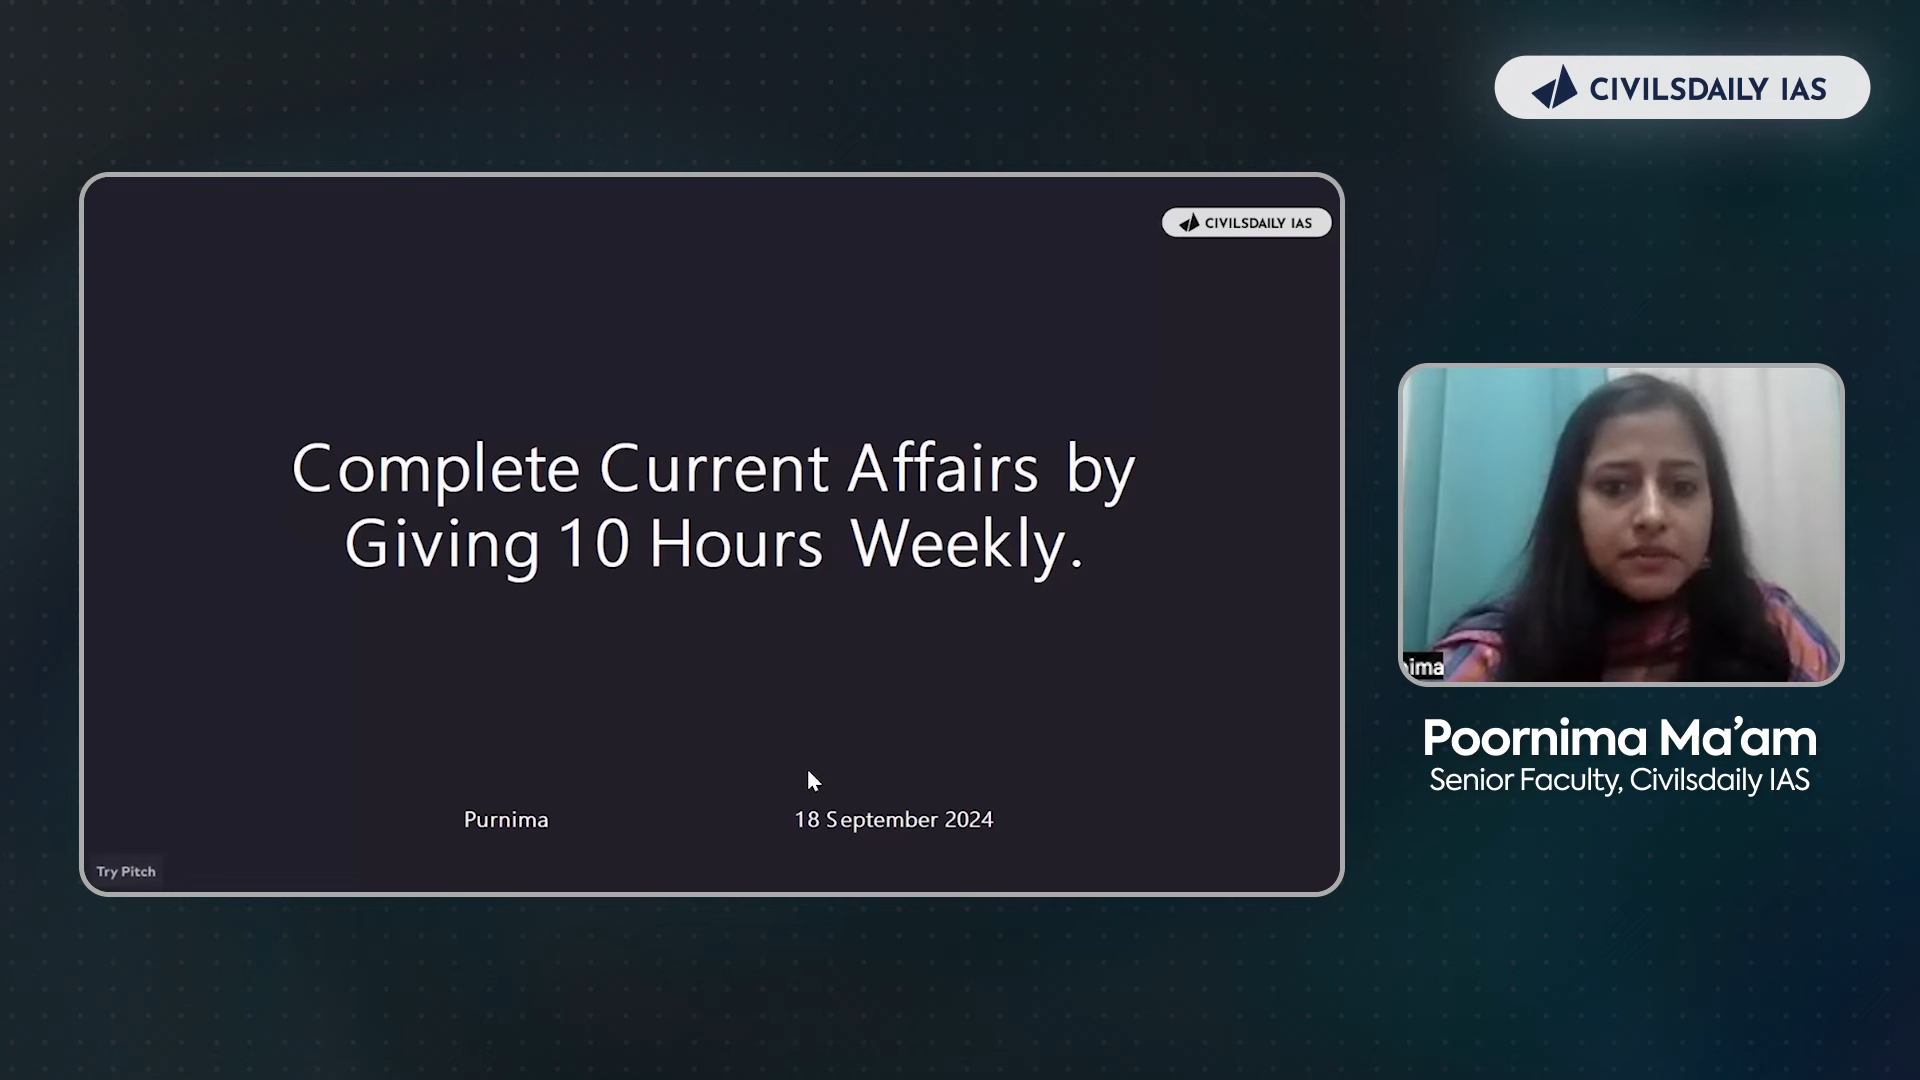 CIVILSDAILY IAS
CIVILSDAILY IAS
Complete Current Affairs by
Giving 10 Hours Weekly.
Purnima
18 September 2024
Try Pitch
ima
Poornima Ma’am
Senior Faculty, Civilsdaily IAS